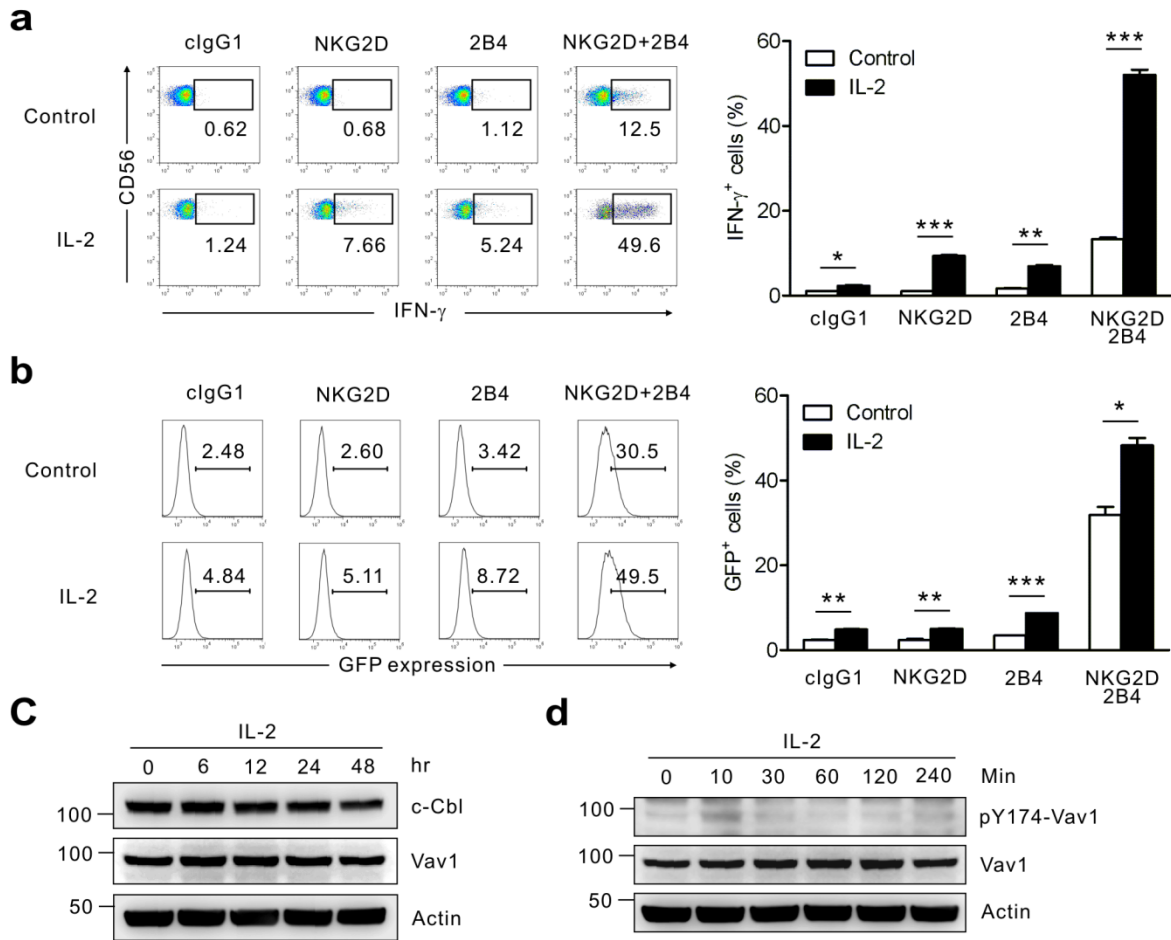 a
cIgG1 NKG2D 2B4 NKG2D+2B4
Control
0.62 0.68 1.12 12.5
CD56
IL-2
1.24 7.66 5.24 49.6
IFN-γ
IFN-γ+ cells (%)
60
40
20
0
Control
IL-2
* *** ** ***
cIgG1 NKG2D 2B4 NKG2D
2B4
b
cIgG1 NKG2D 2B4 NKG2D+2B4
Control
2.48 2.60 3.42 30.5
IL-2
4.84 5.11 8.72 49.5
GFP expression
GFP+ cells (%)
60
40
20
0
Control
IL-2
** ** *** *
cIgG1 NKG2D 2B4 NKG2D
2B4
C
IL-2
0 6 12 24 48 hr
100 c-Cbl
100 Vav1
50 Actin
d
IL-2
0 10 30 60 120 240 Min
100 pY174-Vav1
100 Vav1
50 Actin